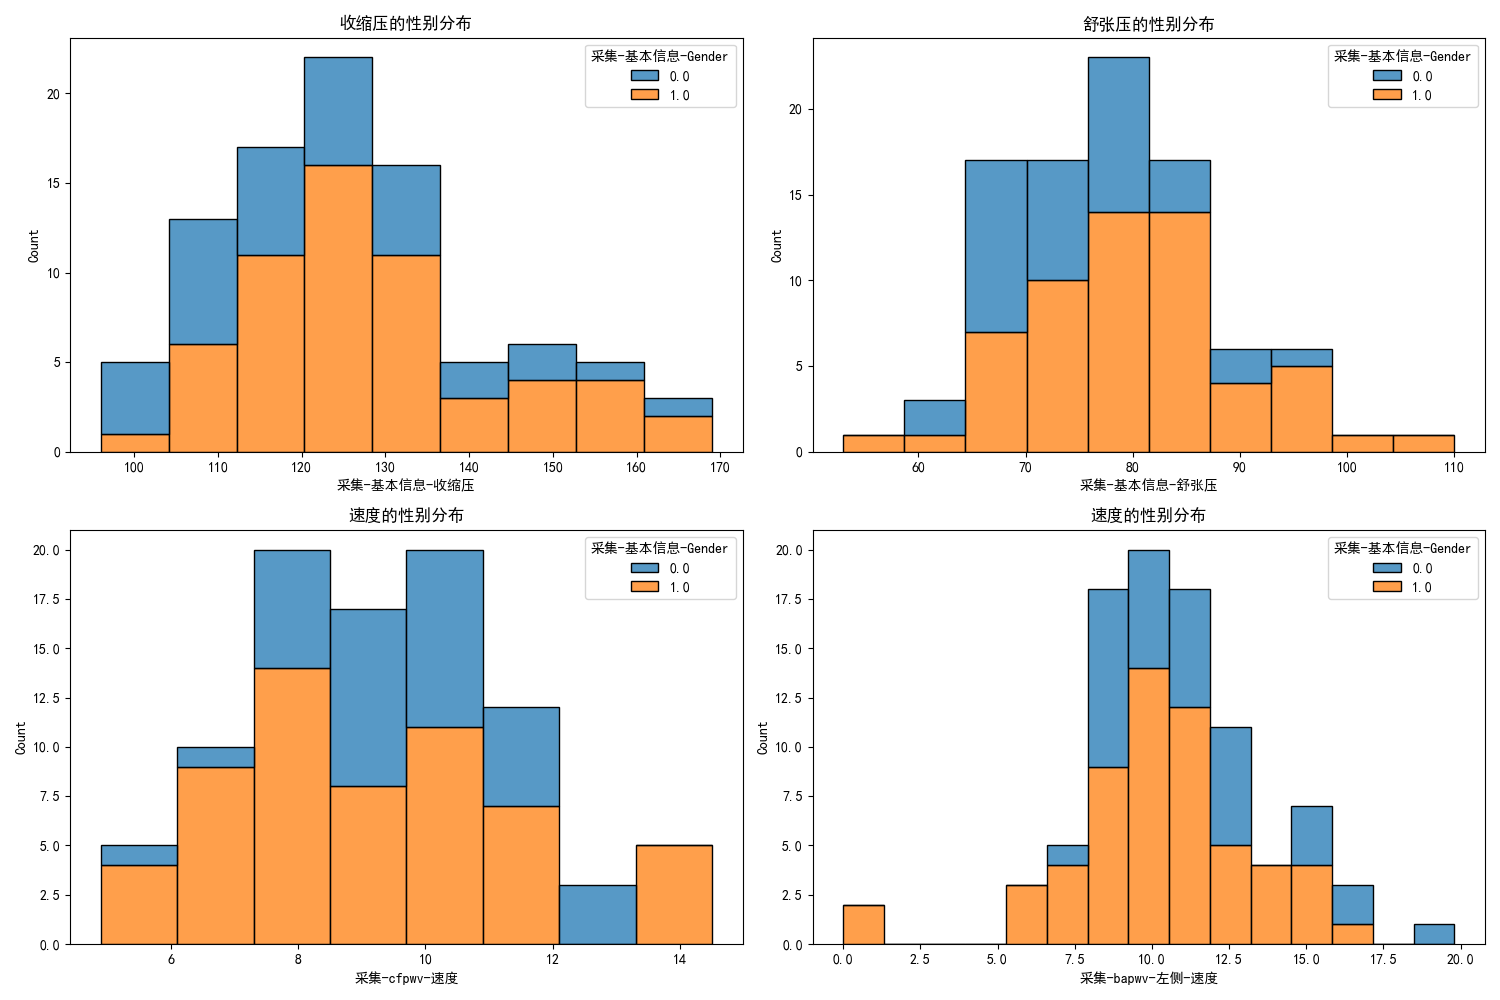 收缩压的性别分布
Count
20
15
10
5
0
100 110 120 130 140 150 160 170
采集-基本信息-收缩压
采集-基本信息-Gender
0.0
1.0
舒张压的性别分布
Count
20
15
10
5
0
60 70 80 90 100 110
采集-基本信息-舒张压
采集-基本信息-Gender
0.0
1.0
速度的性别分布
Count
20.0
17.5
15.0
12.5
10.0
7.5
5.0
2.5
0.0
6 8 10 12 14
采集-cfpwv-速度
采集-基本信息-Gender
0.0
1.0
速度的性别分布
Count
20.0
17.5
15.0
12.5
10.0
7.5
5.0
2.5
0.0
0.0 2.5 5.0 7.5 10.0 12.5 15.0 17.5 20.0
采集-bapwv-左侧-速度
采集-基本信息-Gender
0.0
1.0